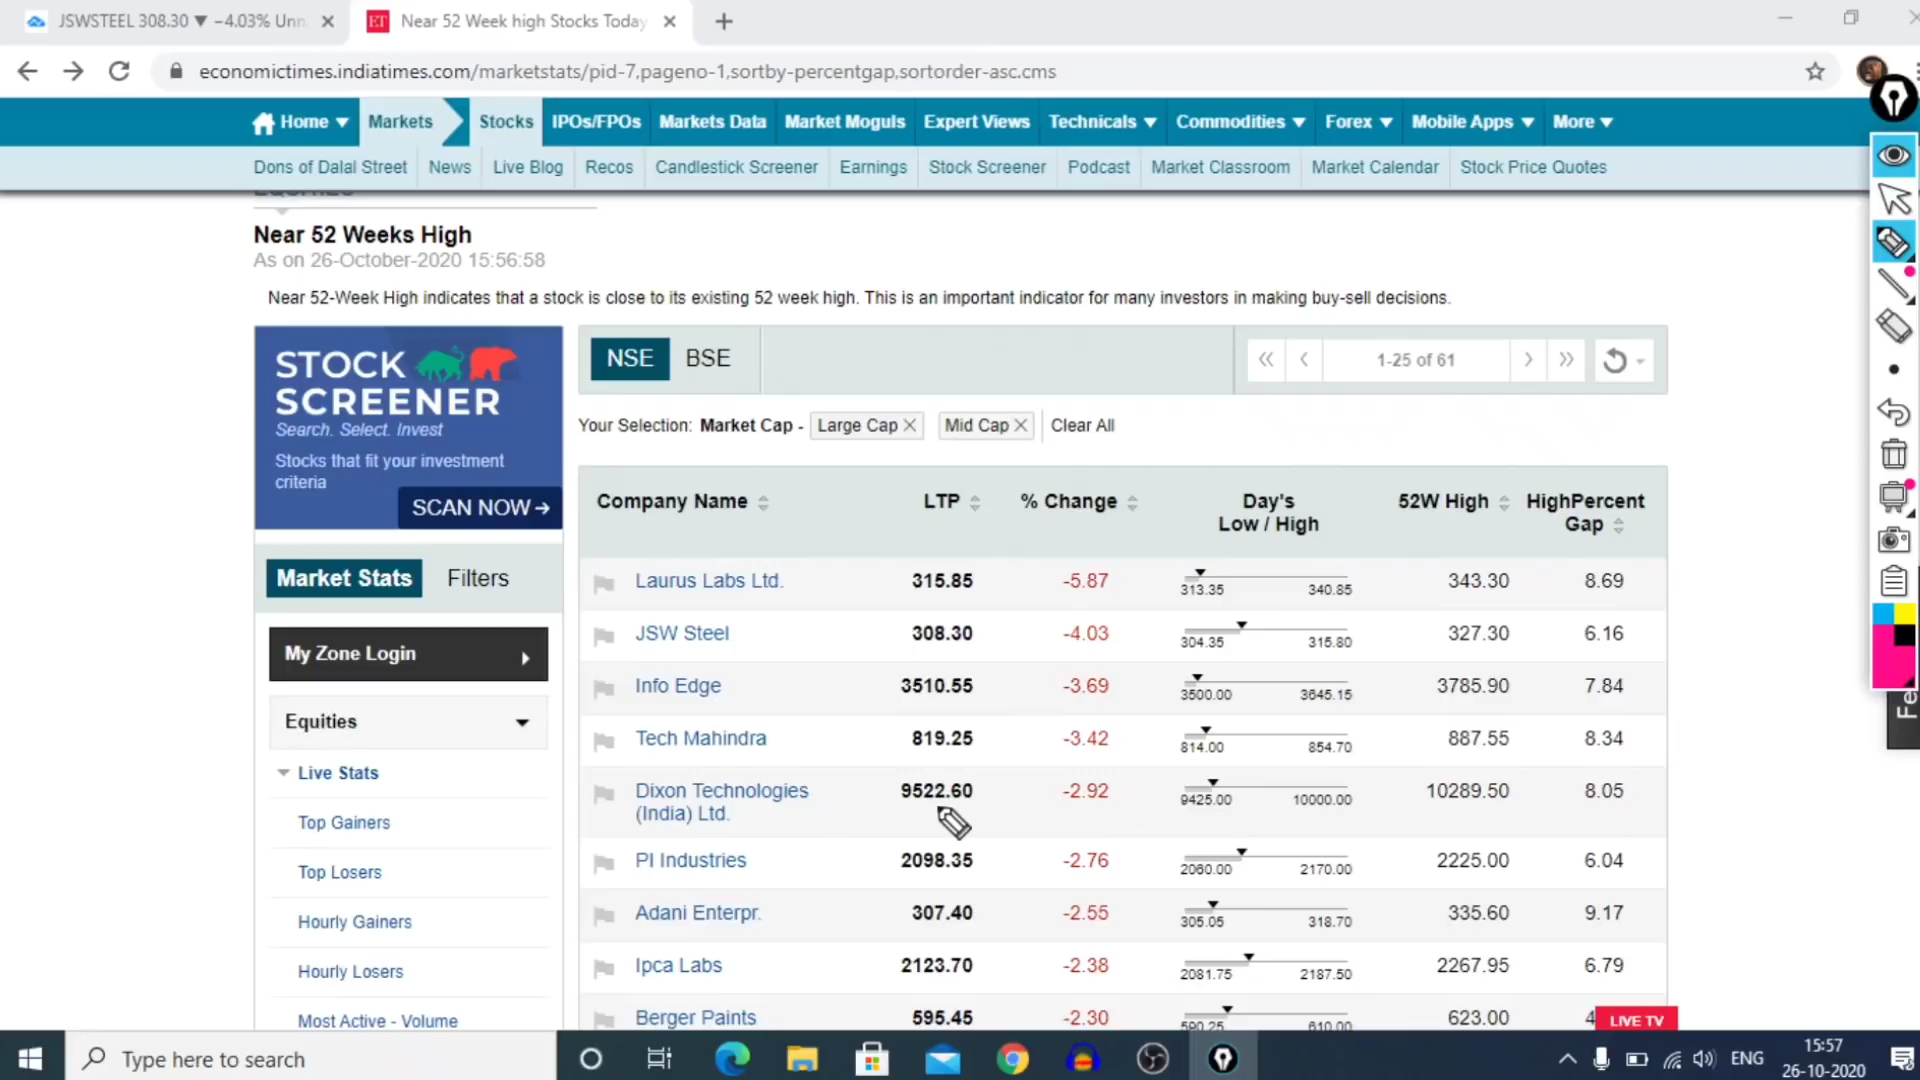 JSWSTEEL 308.30 ▼ −4.03% Unn
ET Near 52 Week high Stocks Today
economictimes.indiatimes.com/marketstats/pid-7,pageno-1,sortby-percentgap,sortorder-asc.cms
Home Markets Stocks IPOs/FPOs Markets Data Market Moguls Expert Views Technicals Commodities Forex Mobile Apps More
Dons of Dalal Street News Live Blog Recos Candlestick Screener Earnings Stock Screener Podcast Market Classroom Market Calendar Stock Price Quotes
Near 52 Weeks High
As on 26-October-2020 15:56:58
Near 52-Week High indicates that a stock is close to its existing 52 week high. This is an important indicator for many investors in making buy-sell decisions.
STOCK
SCREENER
Search. Select. Invest
Stocks that fit your investment
criteria
SCAN NOW →
Market Stats Filters
My Zone Login
Equities
Live Stats
Top Gainers
Top Losers
Hourly Gainers
Hourly Losers
Most Active - Volume
NSE BSE
« ‹ 1-25 of 61 › »
Your Selection: Market Cap - Large Cap X Mid Cap X Clear All
Company Name LTP % Change Day's Low / High 52W High HighPercent Gap
Laurus Labs Ltd. 315.85 -5.87 313.35 340.85 343.30 8.69
JSW Steel 308.30 -4.03 304.35 315.80 327.30 6.16
Info Edge 3510.55 -3.69 3500.00 3645.15 3785.90 7.84
Tech Mahindra 819.25 -3.42 814.00 854.70 887.55 8.34
Dixon Technologies 9522.60 -2.92 9425.00 10000.00 10289.50 8.05
(India) Ltd.
PI Industries 2098.35 -2.76 2060.00 2170.00 2225.00 6.04
Adani Enterpr. 307.40 -2.55 305.05 318.70 335.60 9.17
Ipca Labs 2123.70 -2.38 2081.75 2187.50 2267.95 6.79
Berger Paints 595.45 -2.30 590.25 610.00 623.00 4
LIVE TV
Fe
Type here to search
ENG
15:57
26-10-2020